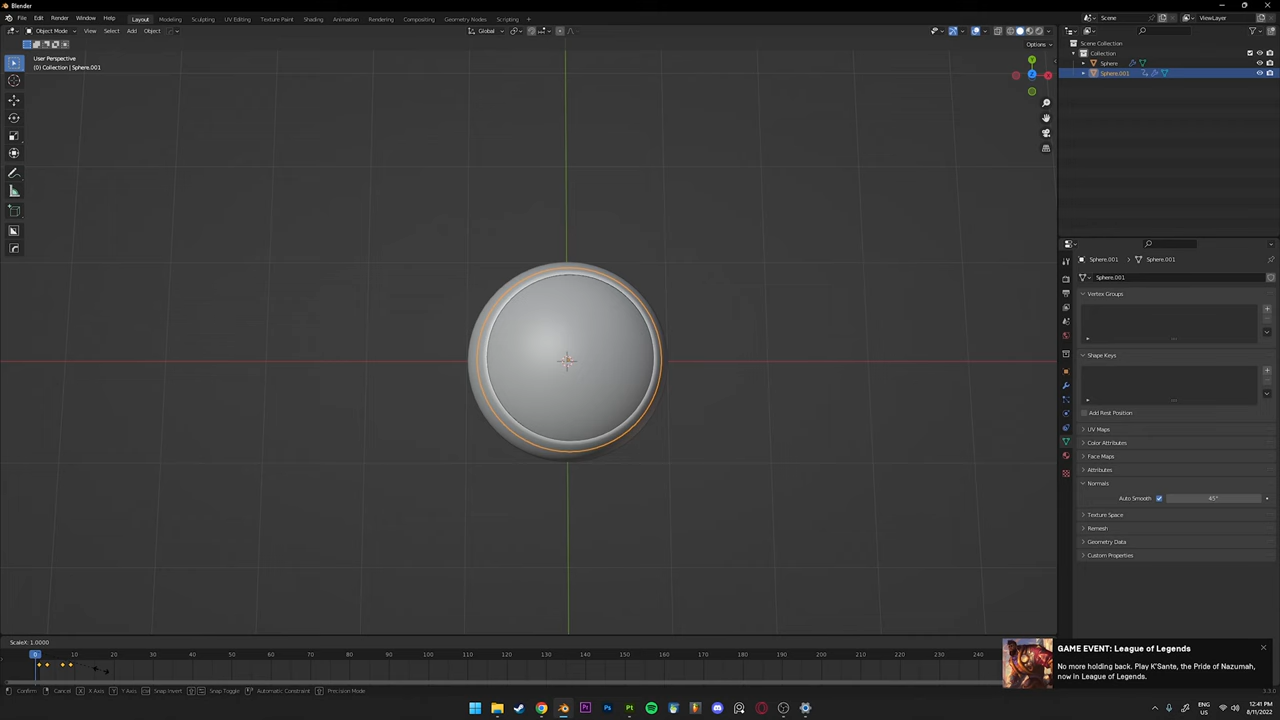 Blender
File Edit Render Window Help Layout Modeling Sculpting UV Editing Texture Paint Shading Animation Rendering Compositing Geometry Nodes Scripting + Scene ViewLayer
Object Mode View Select Add Object Global
Options
User Perspective
(0) Collection | Sphere.001
Y
Z
X
Scene Collection
Collection
Sphere
Sphere.001
Sphere.001 > Sphere.001
Sphere.001
Vertex Groups
Shape Keys
Add Rest Position
UV Maps
Color Attributes
Face Maps
Attributes
Normals
Auto Smooth 45°
Texture Space
Remesh
Geometry Data
Custom Properties
ScaleX: 1.0000
0 10 20 30 40 50 60 70 80 90 100 110 120 130 140 150 160 170 180 190 200 210 220 230 240
GAME EVENT: League of Legends
No more holding back. Play K'Sante, the Pride of Nazumah,
now in League of Legends.
Confirm Cancel X X Axis Y Y Axis Snap Invert Snap Toggle Automatic Constraint Precision Mode
3.3.0
ENG
US
12:41 PM
8/11/2022